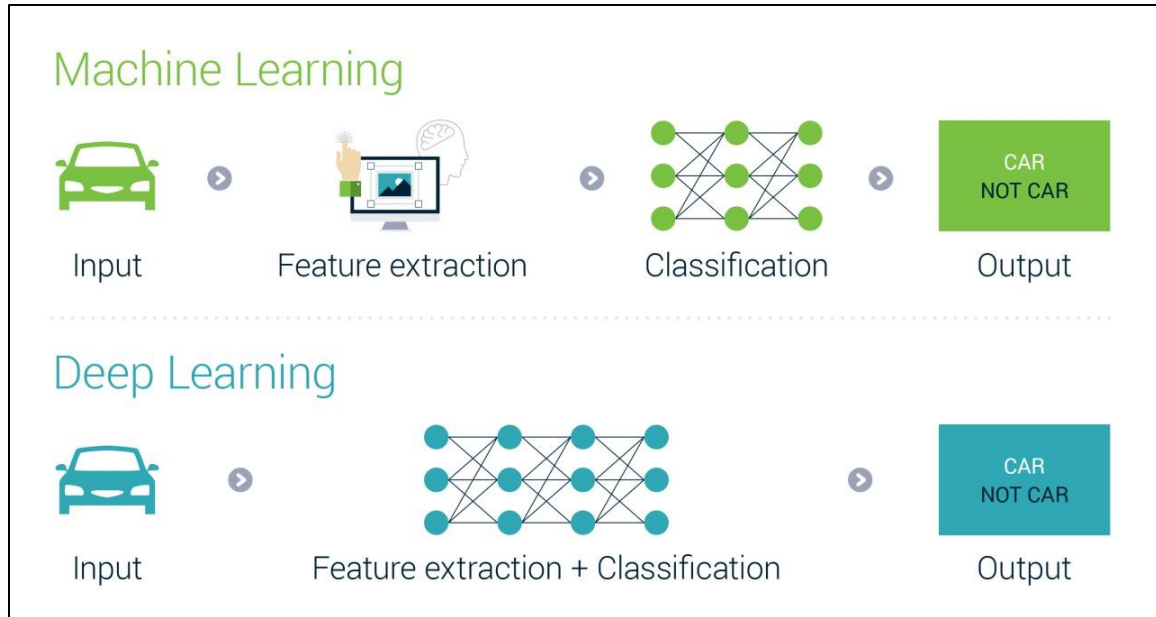 Machine Learning
Input
Feature extraction
Classification
CAR
NOT CAR
Output
Deep Learning
Input
Feature extraction + Classification
CAR
NOT CAR
Output